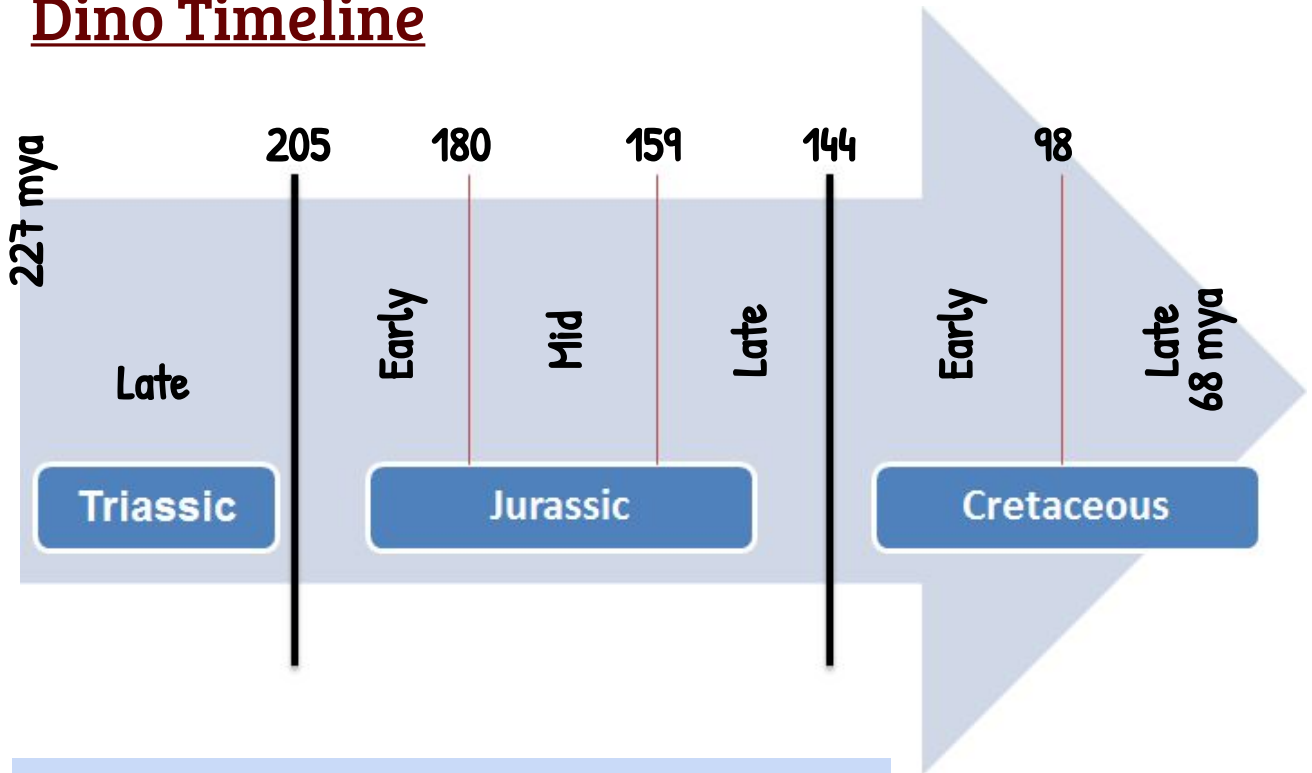 Dino Timeline
227 mya
205
180
159
144
98
Late
Early
Mid
Late
Early
Late
68 mya
Triassic
Jurassic
Cretaceous